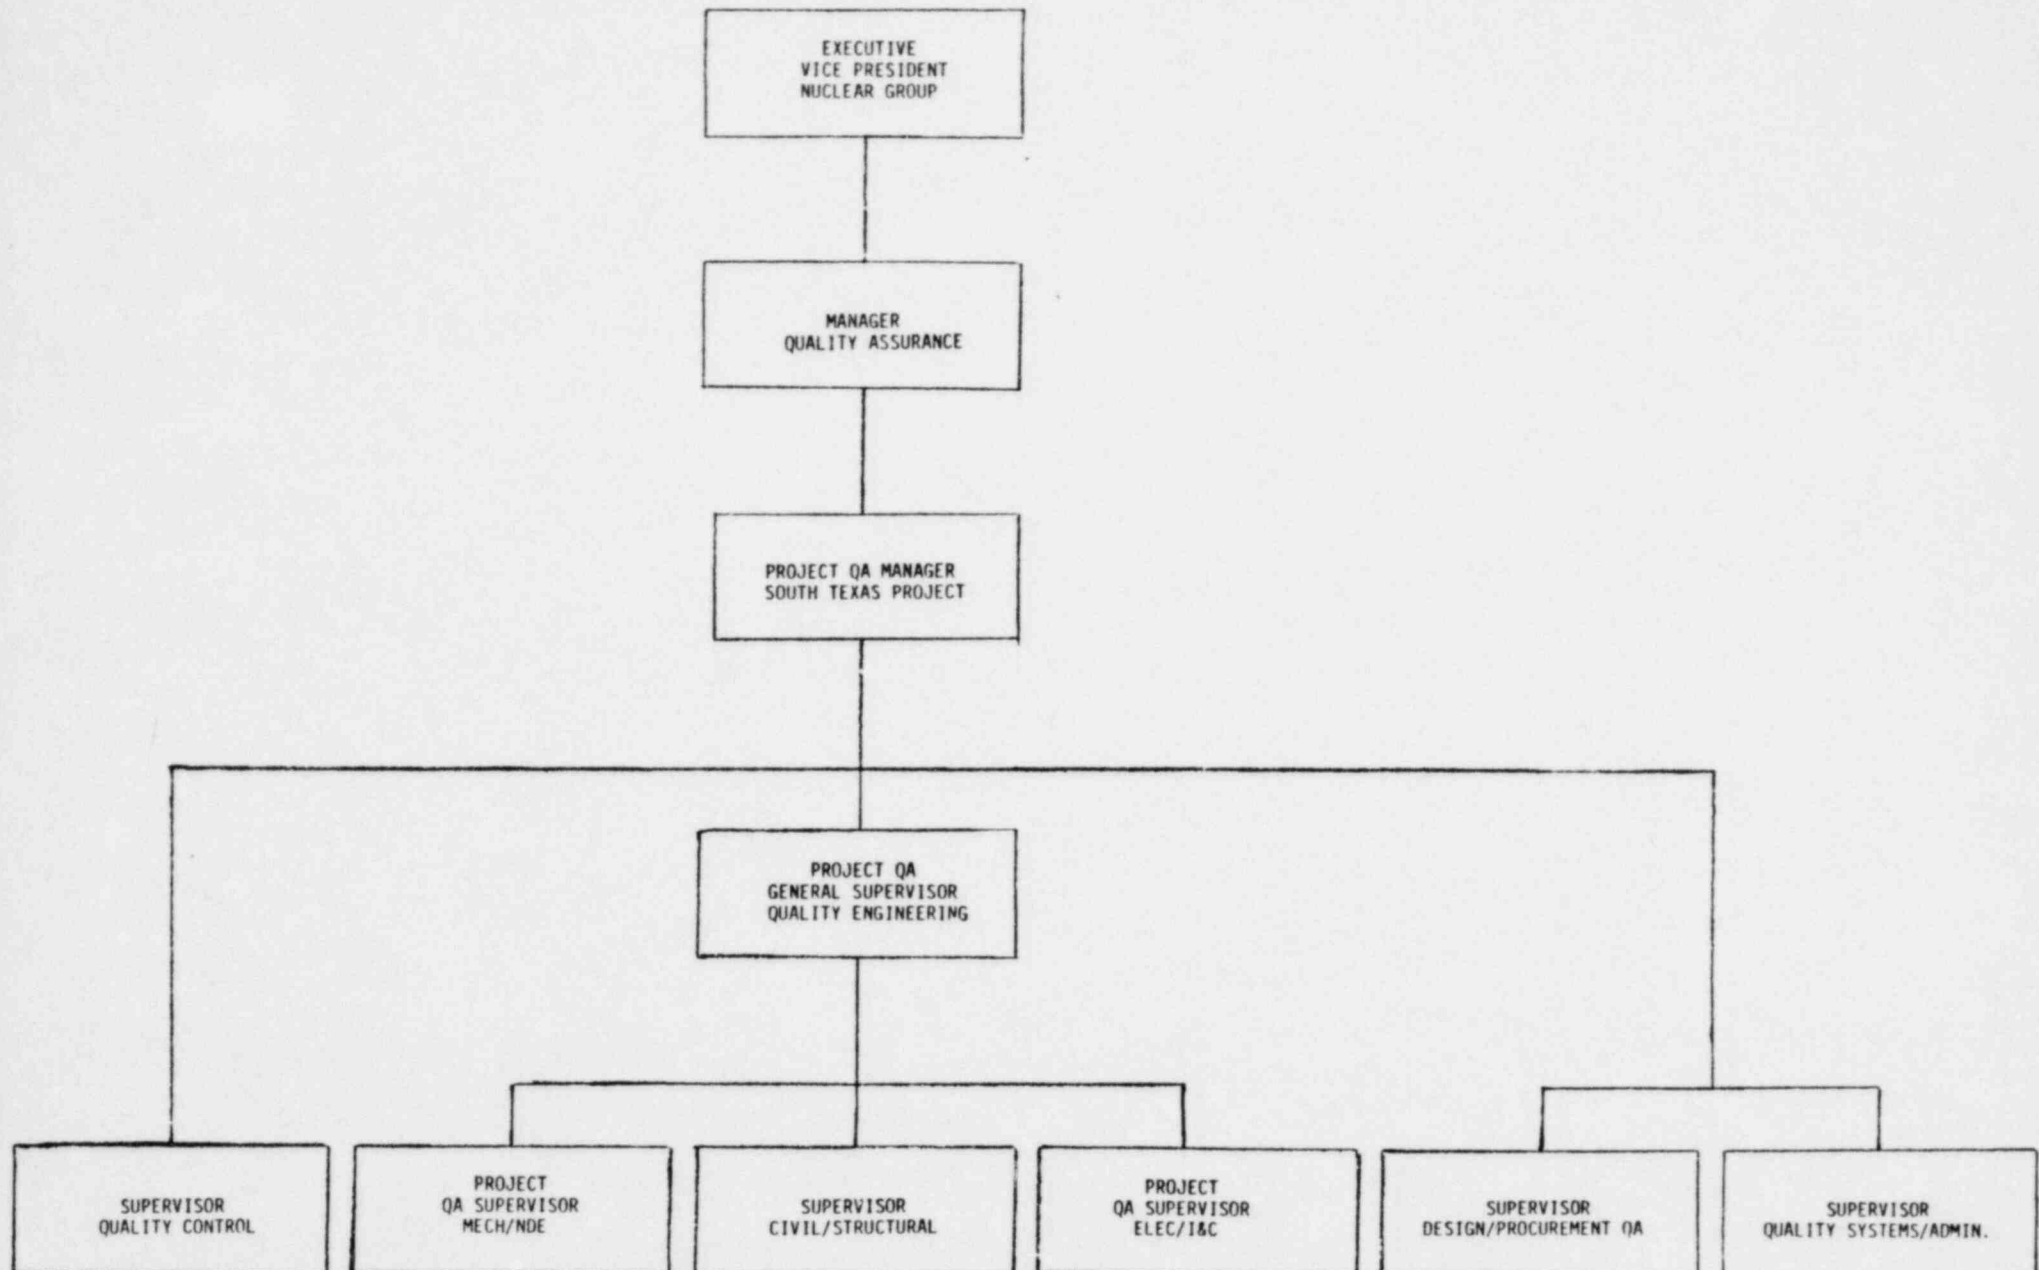 EXECUTIVE
VICE PRESIDENT
NUCLEAR GROUP
MANAGER
QUALITY ASSURANCE
PROJECT QA MANAGER
SOUTH TEXAS PROJECT
PROJECT QA
GENERAL SUPERVISOR
QUALITY ENGINEERING
SUPERVISOR
QUALITY CONTROL
PROJECT
QA SUPERVISOR
MECH/NDE
SUPERVISOR
CIVIL/STRUCTURAL
PROJECT
QA SUPERVISOR
ELEC/I&C
SUPERVISOR
DESIGN/PROCUREMENT QA
SUPERVISOR
QUALITY SYSTEMS/ADMIN.